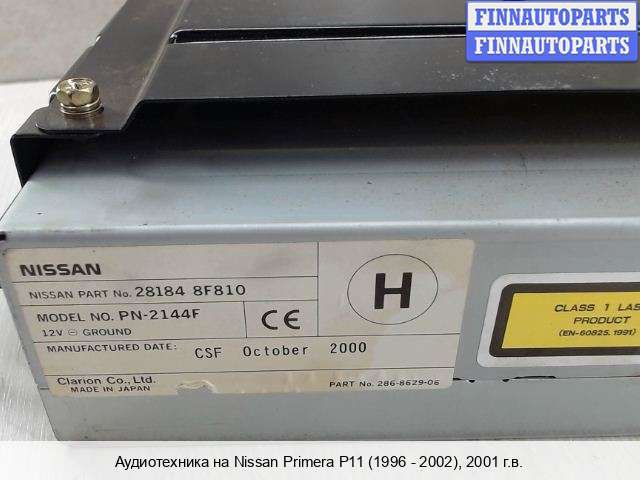 FINNAUTOPARTS
FINNAUTOPARTS
NISSAN
NISSAN PART No. 28184 8F810
MODEL NO. PN-2144F
12V ⊖ GROUND
CE
H
MANUFACTURED DATE: CSF October 2000
Clarion Co., Ltd.
MADE IN JAPAN
PART No. 286-8629-06
CLASS 1
PRODUCT
(EN-60825.1991)
Аудиотехника на Nissan Primera P11 (1996 - 2002), 2001 г.в.